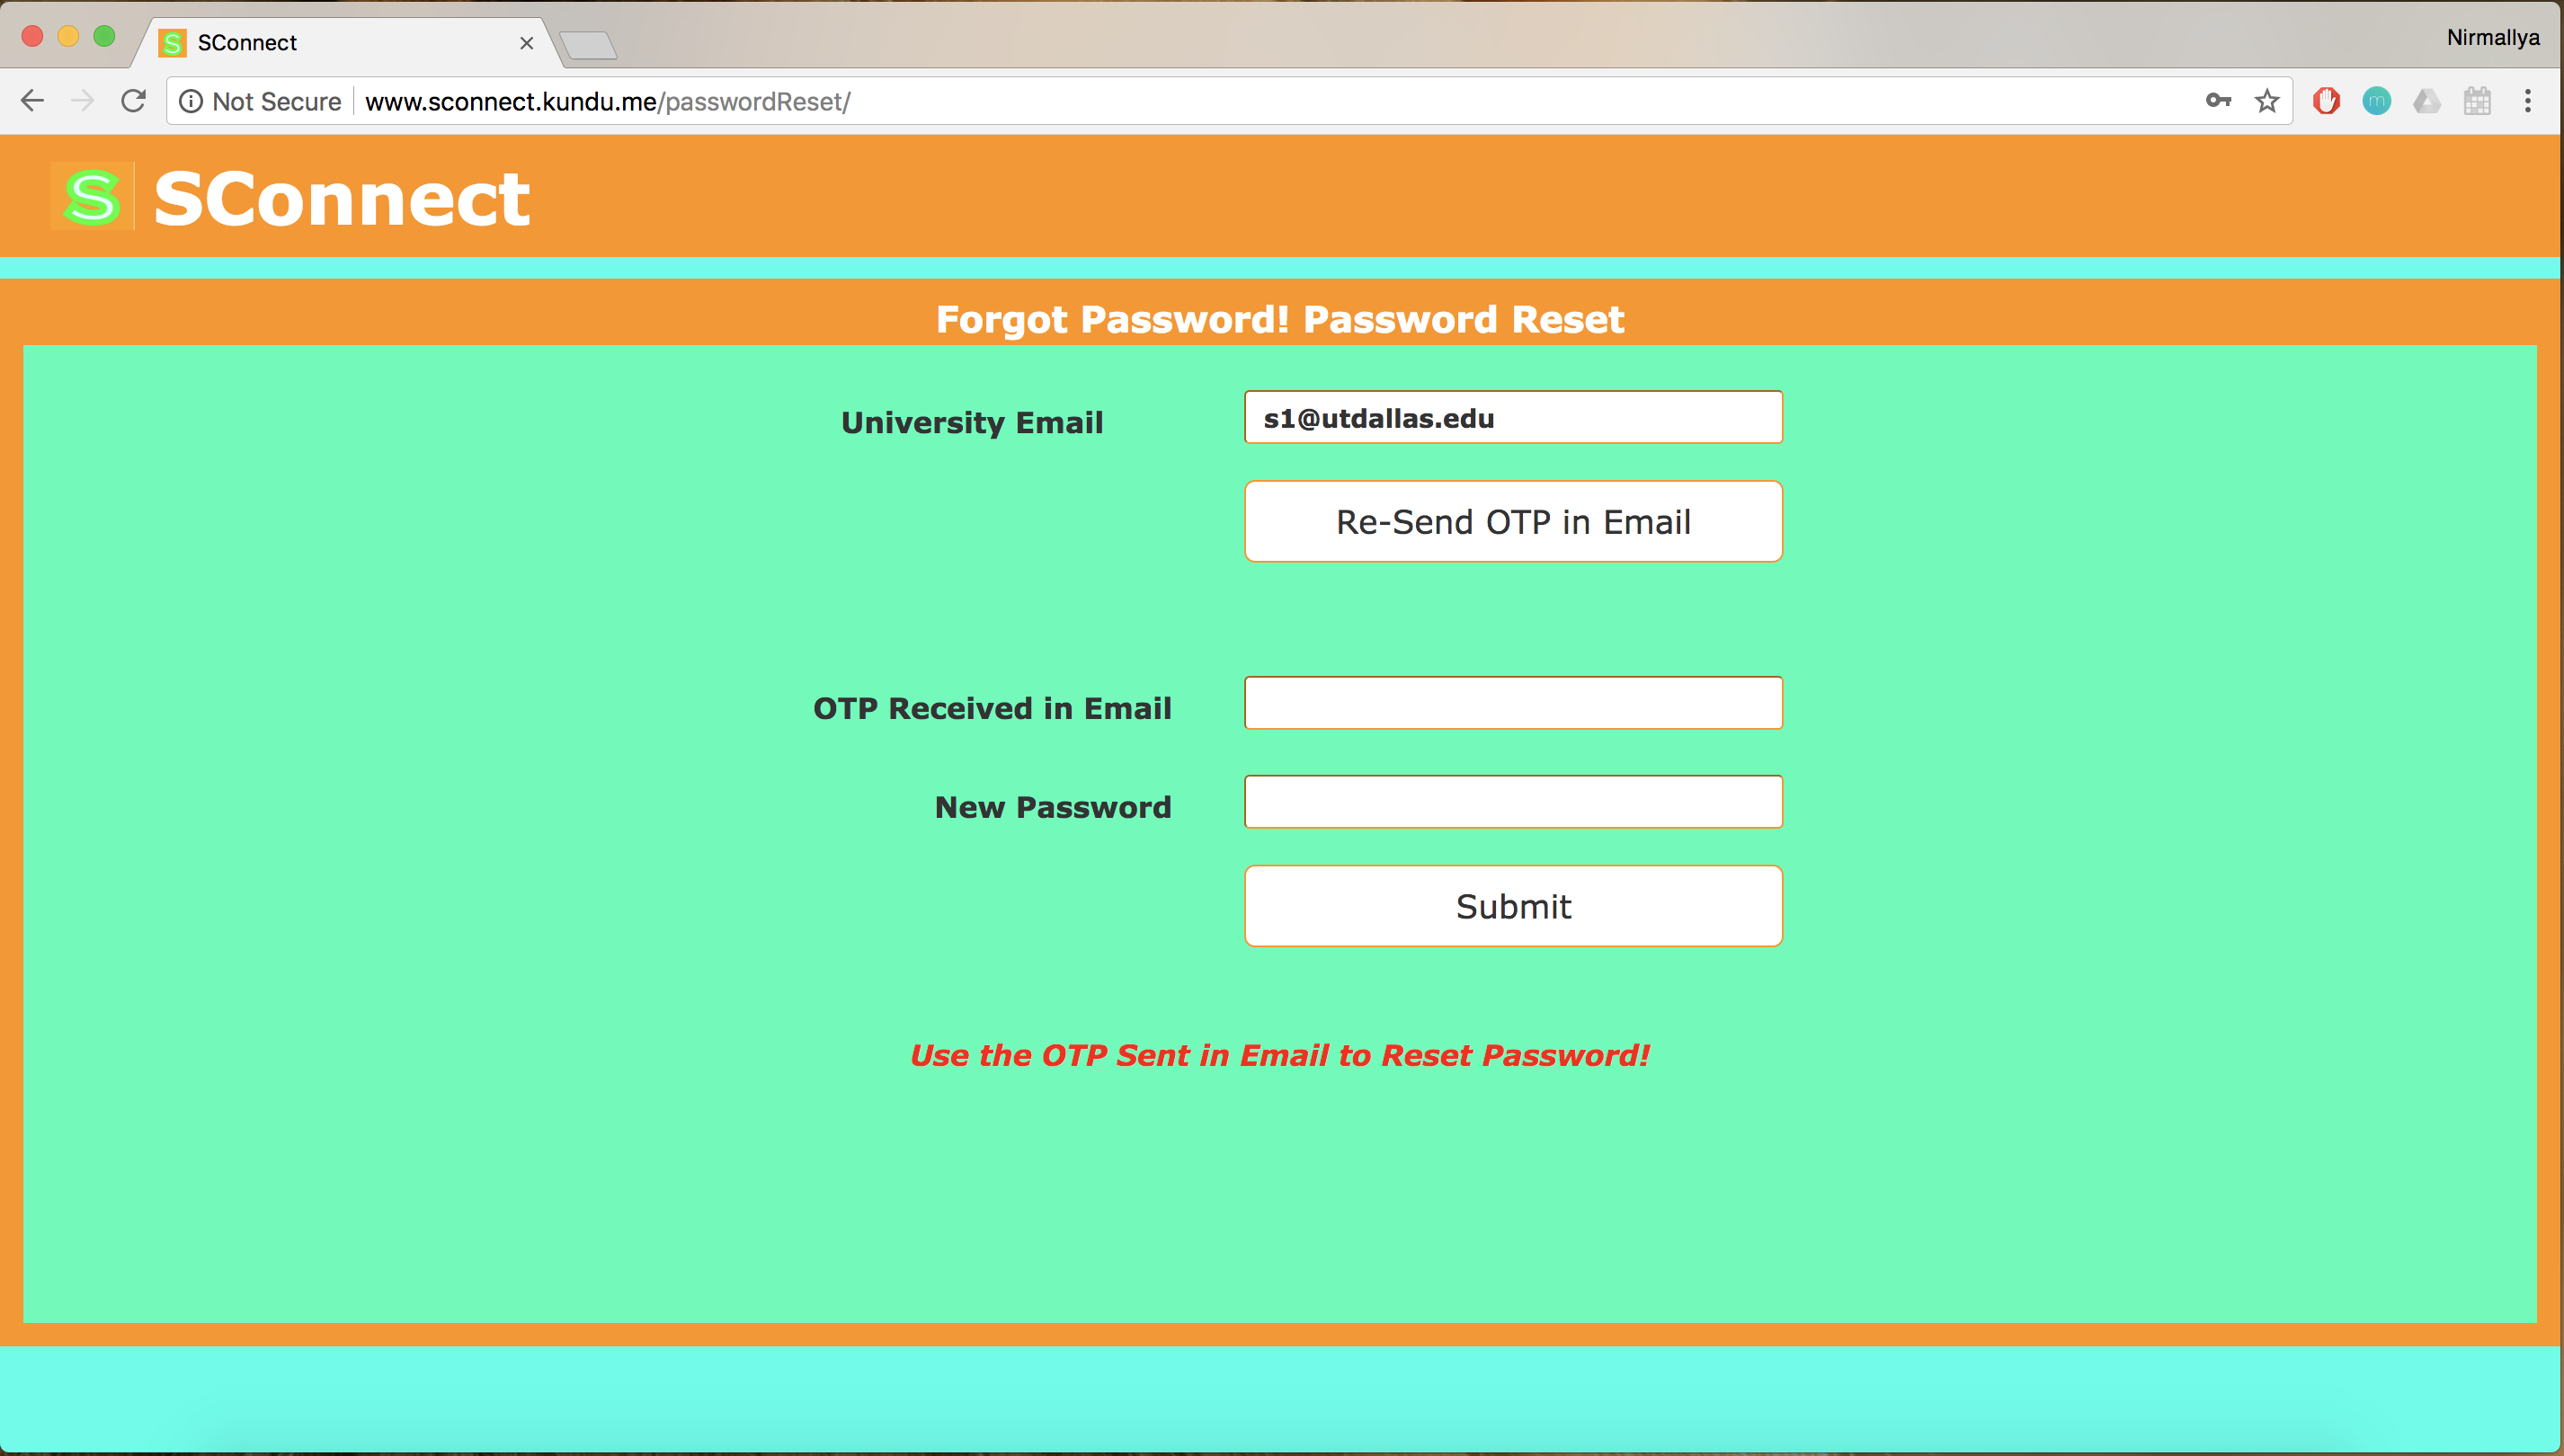 SConnect
Nirmallya
Not Secure www.sconnect.kundu.me/passwordReset/
m
S SConnect
Forgot Password! Password Reset
University Email s1@utdallas.edu
Re-Send OTP in Email
OTP Received in Email
New Password
Submit
Use the OTP Sent in Email to Reset Password!